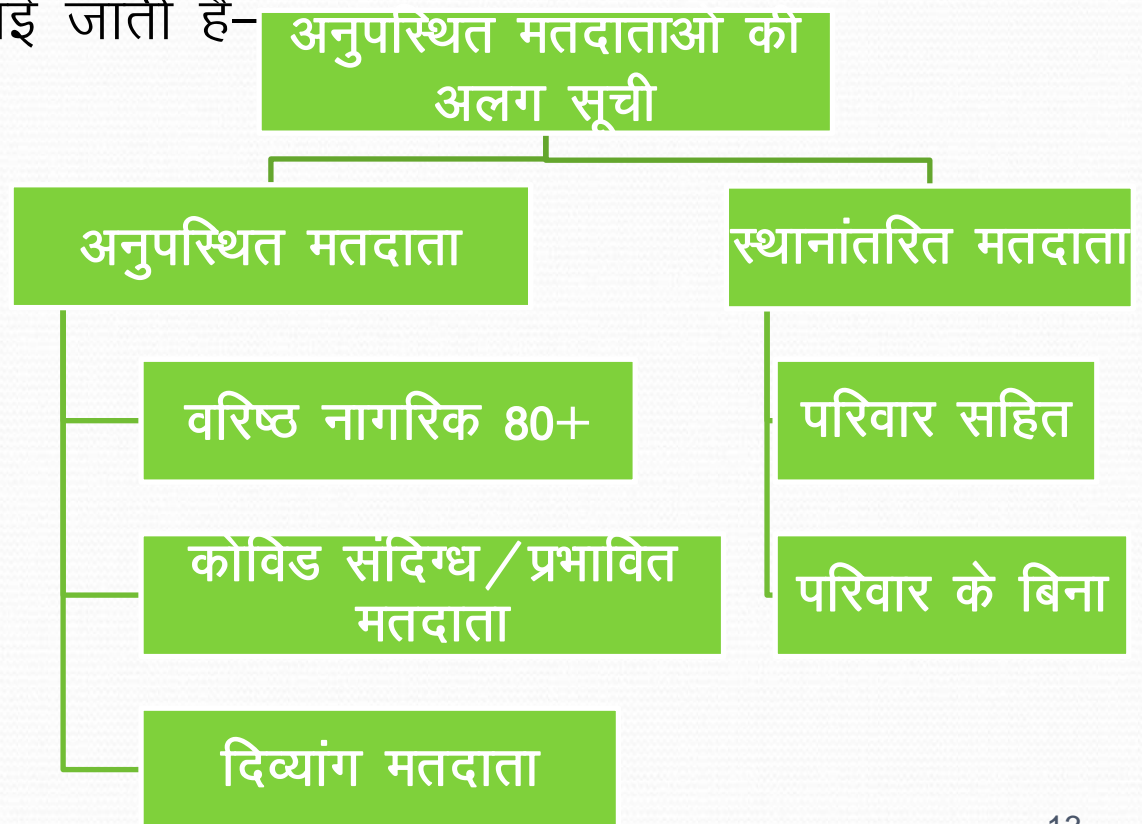 जाती है–
अनुपस्थित मतदाताओं की
अलग सूची
अनुपस्थित मतदाता
वरिष्ठ नागरिक 80+
कोविड संदिग्ध/प्रभावित
मतदाता
दिव्यांग मतदाता
स्थानांतरित मतदाता
परिवार सहित
परिवार के बिना